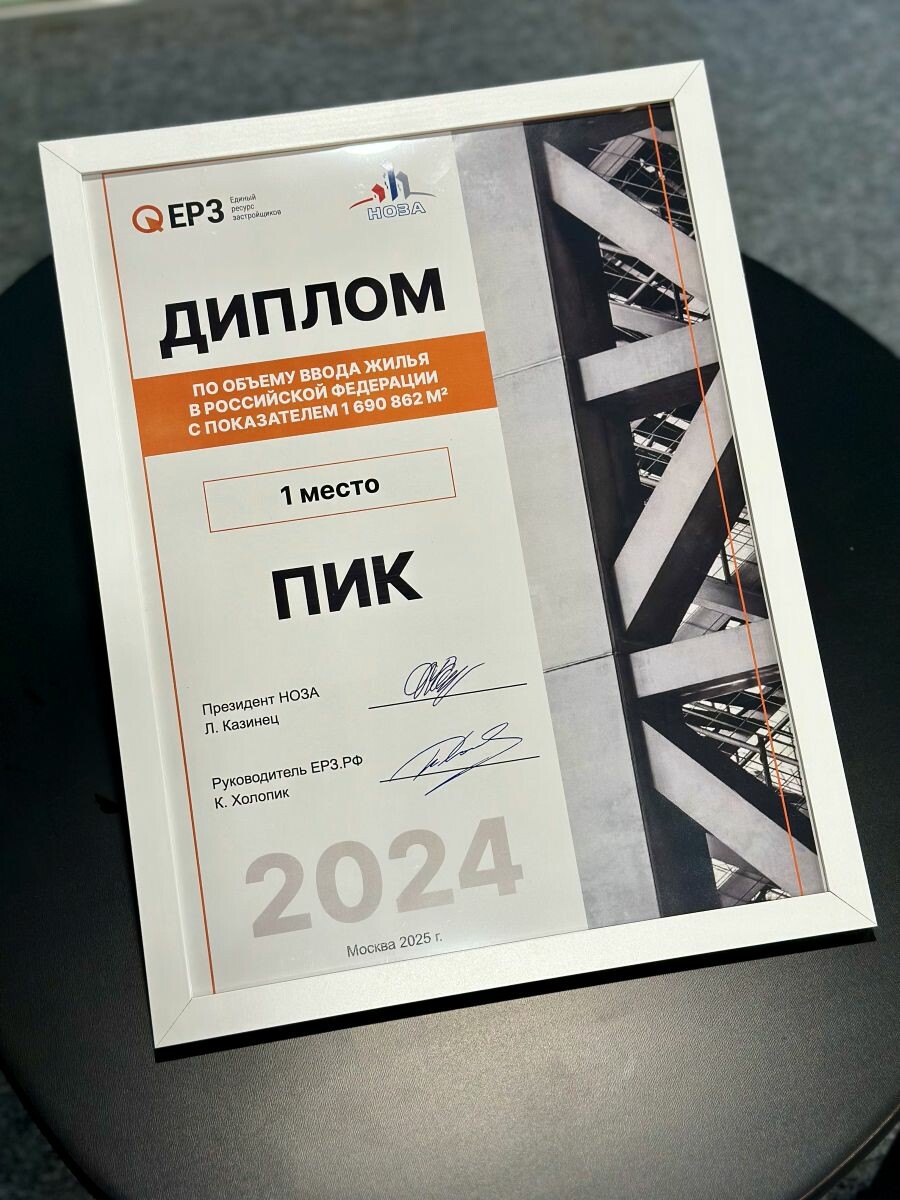 ЕРЗ
Единый
ресурс
застройщиков
НОЗА
ДИПЛОМ
ПО ОБЪЕМУ ВВОДА ЖИЛЬЯ
В РОССИЙСКОЙ ФЕДЕРАЦИИ
С ПОКАЗАТЕЛЕМ 1 690 862 М²
1 место
ПИК
Президент НОЗА
Л. Казинец
Руководитель ЕРЗ.РФ
К. Холопик
2024
Москва 2025 г.